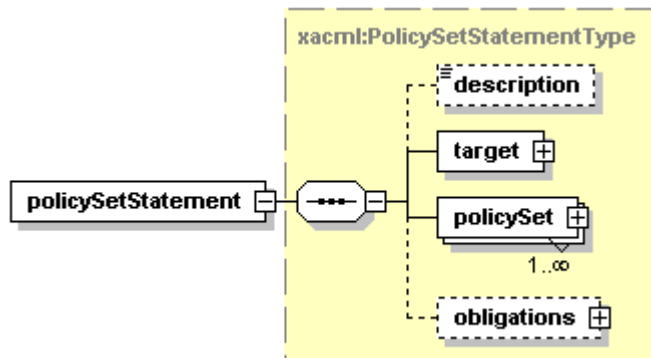 xacml:PolicySetStatementType
description
target
policySetStatement
policySet
1..∞
obligations